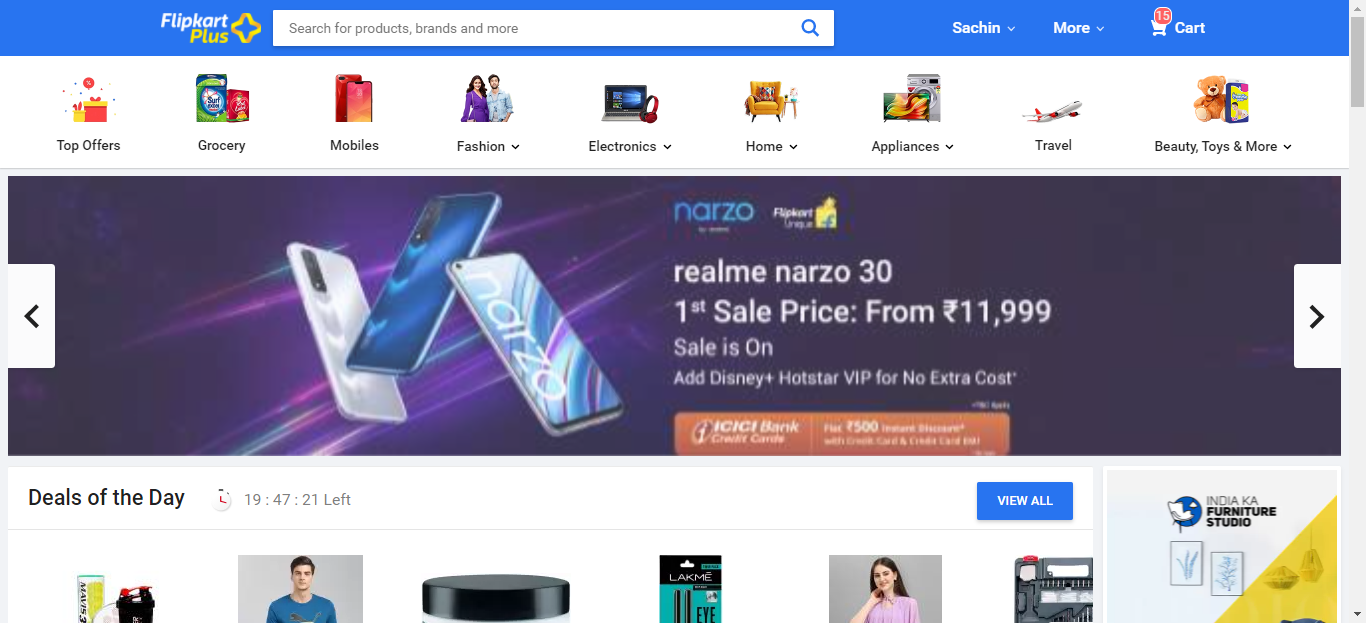 Flipkart
Plus
Search for products, brands and more
Sachin
More
15
Cart
Top Offers
Grocery
Mobiles
Fashion
Electronics
Home
Appliances
Travel
Beauty, Toys & More
narzo
Flipkart
Unique
realme narzo 30
1st Sale Price: From ₹11,999
Sale is On
Add Disney+ Hotstar VIP for No Extra Cost*
*T&C Apply
ICICI Bank
Credit Cards
Flat ₹500 Instant Discount*
with Credit Card & Credit Card EMI
narzo
Deals of the Day
19 : 47 : 21 Left
VIEW ALL
INDIA KA
FURNITURE
STUDIO
MAVIS
LAKMÉ
EYE